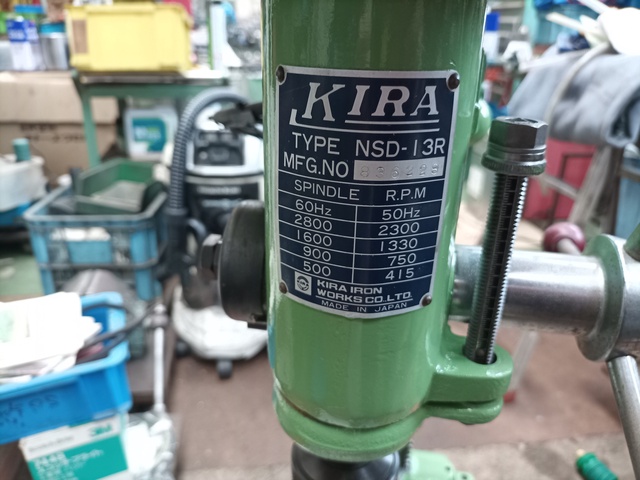 KIRA
TYPE NSD-13R
MFG.NO
SPINDLE R.P.M
60Hz 50Hz
2800 2300
1600 1330
900 750
500 415
KIRA IRON
WORKS CO.LTD.
MADE IN JAPAN
3M